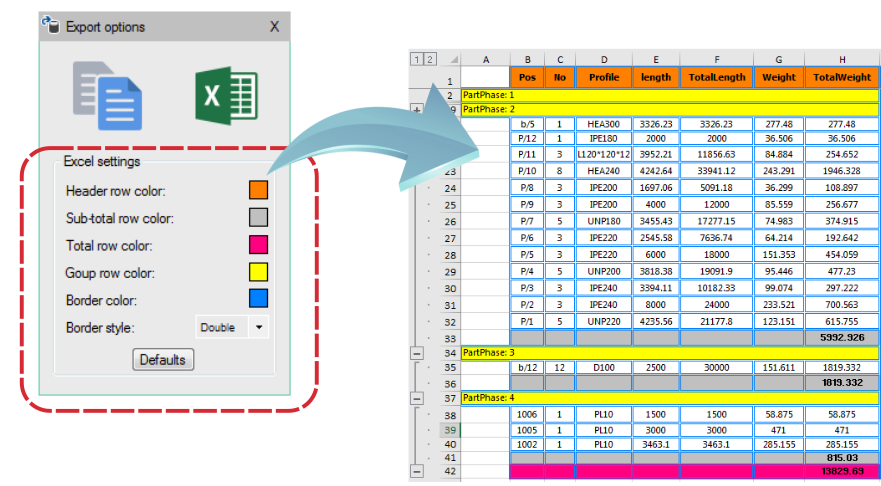 Export options X
X
Excel settings
Header row color:
Sub-total row color:
Total row color:
Goup row color:
Border color:
Border style: Double
Defaults
1 2
A B C D E F G H
1 Pos No Profile length TotalLength Weight TotalWeight
2 PartPhase: 1
PartPhase: 2
b/5 1 HEA300 3326.23 3326.23 277.48 277.48
P/12 1 IPE180 2000 2000 36.506 36.506
P/11 3 L120*120*12 3952.21 11856.63 84.884 254.652
23 P/10 8 HEA240 4242.64 33941.12 243.291 1946.328
24 P/8 3 IPE200 1697.06 5091.18 36.299 108.897
25 P/9 3 IPE200 4000 12000 85.559 256.677
26 P/7 5 UNP180 3455.43 17277.15 74.983 374.915
27 P/6 3 IPE220 2545.58 7636.74 64.214 192.642
28 P/5 3 IPE220 6000 18000 151.353 454.059
29 P/4 5 UNP200 3818.38 19091.9 95.446 477.23
30 P/3 3 IPE240 3394.11 10182.33 99.074 297.222
31 P/2 3 IPE240 8000 24000 233.521 700.563
32 P/1 5 UNP220 4235.56 21177.8 123.151 615.755
33 5992.926
34 PartPhase: 3
35 b/12 12 D100 2500 30000 151.611 1819.332
36 1819.332
37 PartPhase: 4
38 1006 1 PL10 1500 1500 58.875 58.875
39 1005 1 PL10 3000 3000 471 471
40 1002 1 PL10 3463.1 3463.1 285.155 285.155
41 815.03
42 13829.69